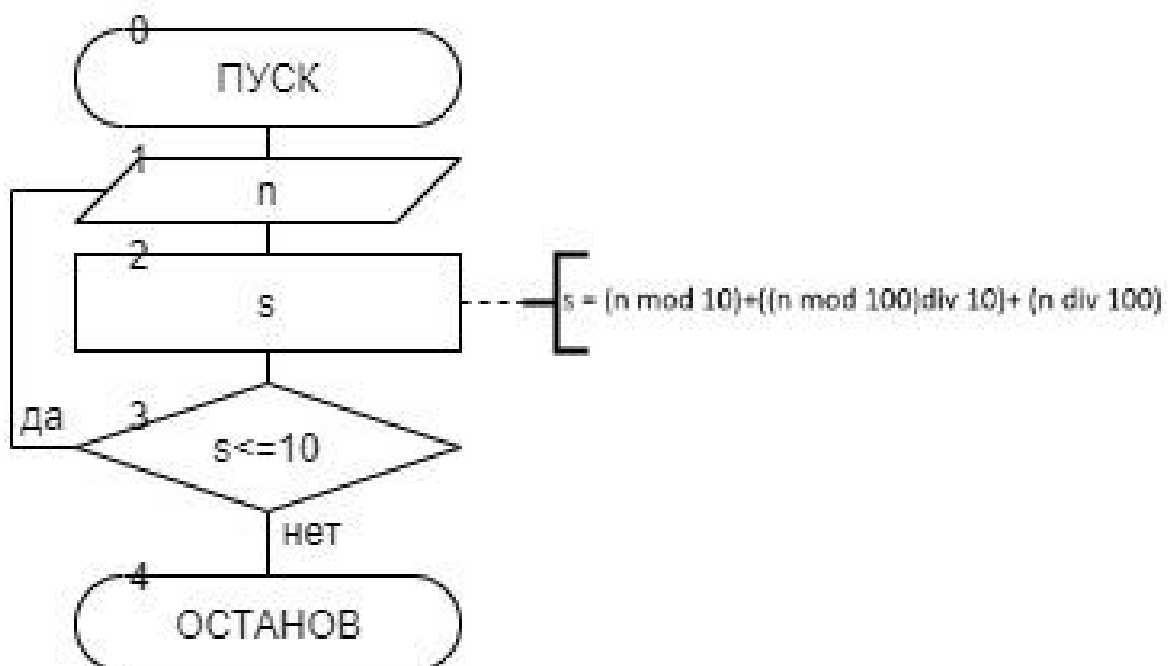 0
ПУСК
1
n
2
s
s = (n mod 10)+((n mod 100)div 10)+ (n div 100)
3
да
s<=10
нет
4
ОСТАНОВ